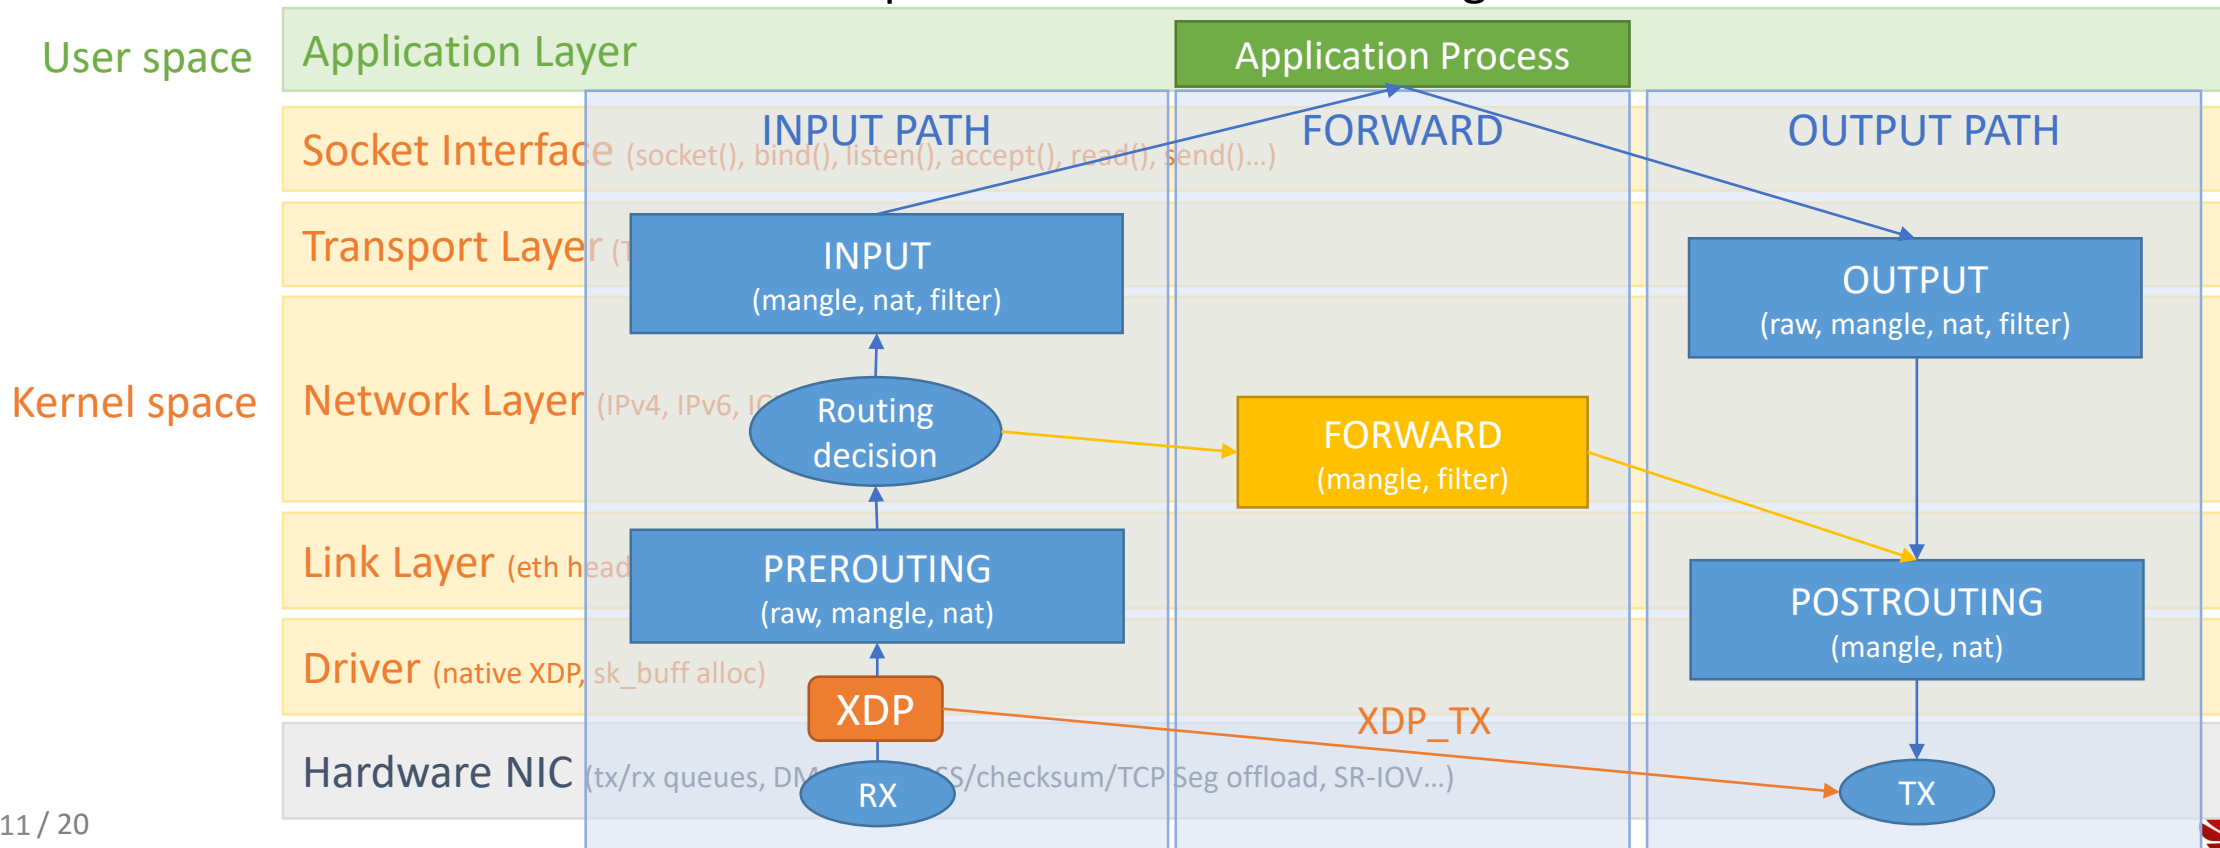 User space
Application Layer
Application Process
INPUT PATH
FORWARD
OUTPUT PATH
Socket Interface (socket(), bind(), listen(), accept(), read(), send()...)
Transport Layer
INPUT
(mangle, nat, filter)
OUTPUT
(raw, mangle, nat, filter)
Kernel space
Network Layer (IPv4, IPv6,
Routing
decision
FORWARD
(mangle, filter)
Link Layer (eth
PREROUTING
(raw, mangle, nat)
POSTROUTING
(mangle, nat)
Driver (native XDP, sk_buff alloc)
XDP
XDP_TX
Hardware NIC (tx/rx queues, /checksum/TCP Seg offload, SR-IOV...)
RX
TX
11 / 20